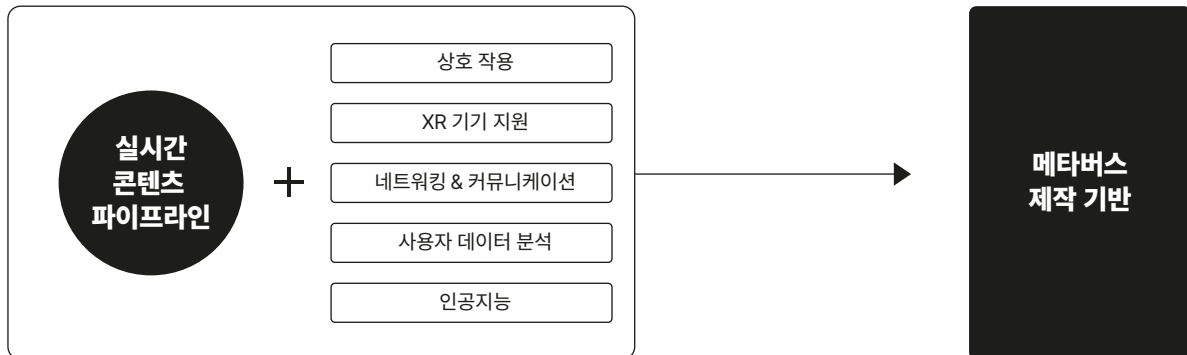 실시간
콘텐츠
파이프라인
+
상호 작용
XR 기기 지원
네트워킹 & 커뮤니케이션
사용자 데이터 분석
인공지능
메타버스
제작 기반